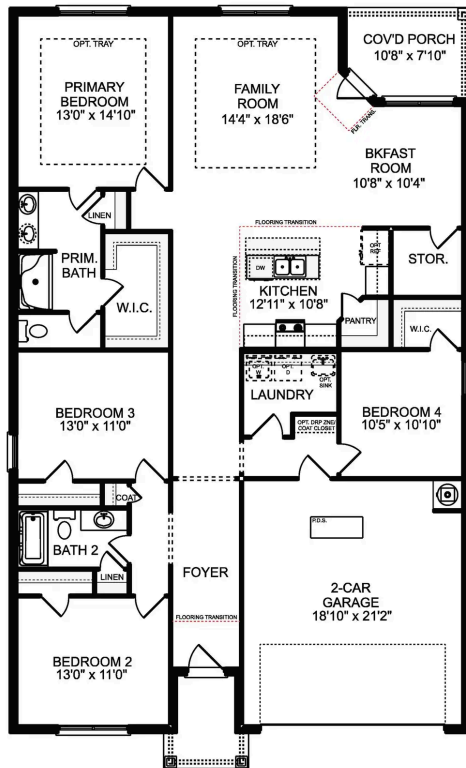 OPT. TRAY
PRIMARY
BEDROOM
13'0" x 14'10"
OPT. TRAY
FAMILY
ROOM
14'4" x 18'6"
COV'D PORCH
10'8" x 7'10"
FLR. TRANS.
BKFAST
ROOM
10'8" x 10'4"
LINEN
PRIM.
BATH
W.I.C.
FLOORING TRANSITION
FLOORING TRANSITION
DW
OPT
REF
KITCHEN
12'11" x 10'8"
STOR.
PANTRY
W.I.C.
BEDROOM 3
13'0" x 11'0"
OPT.
W
OPT.
D
OPT.
SINK
LAUNDRY
OPT. DRP ZNE/
COAT CLOSET
BEDROOM 4
10'5" x 10'10"
COAT
BATH 2
LINEN
FOYER
FLOORING TRANSITION
P.D.S.
2-CAR
GARAGE
18'10" x 21'2"
BEDROOM 2
13'0" x 11'0"